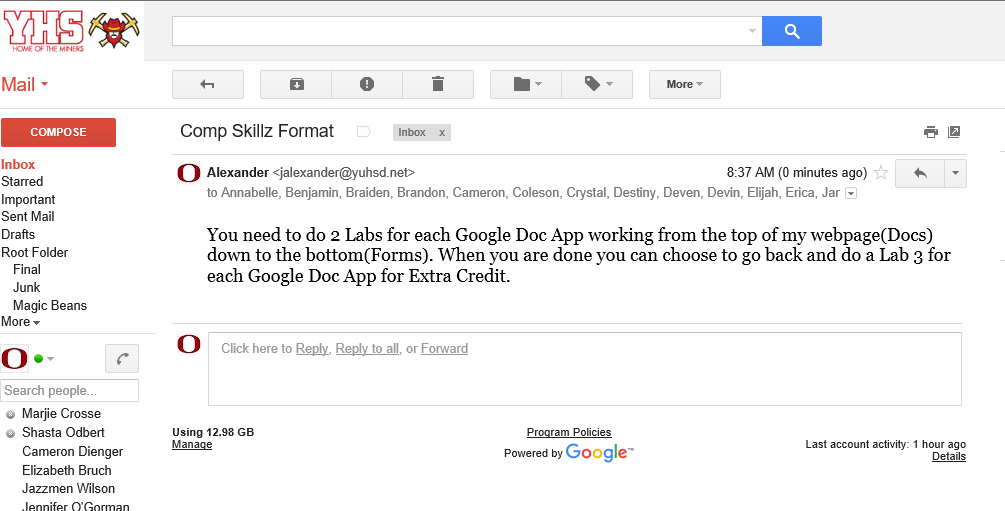 YHS
HOME OF THE MINERS
Mail
More
COMPOSE
Comp Skillz Format
Inbox x
Inbox
Starred
Important
Sent Mail
Drafts
Root Folder
Final
Junk
Magic Beans
More
Alexander <jalexander@yuhsd.net>
8:37 AM (0 minutes ago)
to Annabelle, Benjamin, Braiden, Brandon, Cameron, Coleson, Crystal, Destiny, Deven, Devin, Elijah, Erica, Jar
You need to do 2 Labs for each Google Doc App working from the top of my webpage(Docs)
down to the bottom(Forms). When you are done you can choose to go back and do a Lab 3 for
each Google Doc App for Extra Credit.
Click here to Reply, Reply to all, or Forward
Search people...
Marjie Crosse
Shasta Odbert
Cameron Dienger
Elizabeth Bruch
Jazzmen Wilson
Jennifer O'Gorman
Using 12.98 GB
Manage
Program Policies
Powered by Google™
Last account activity: 1 hour ago
Details